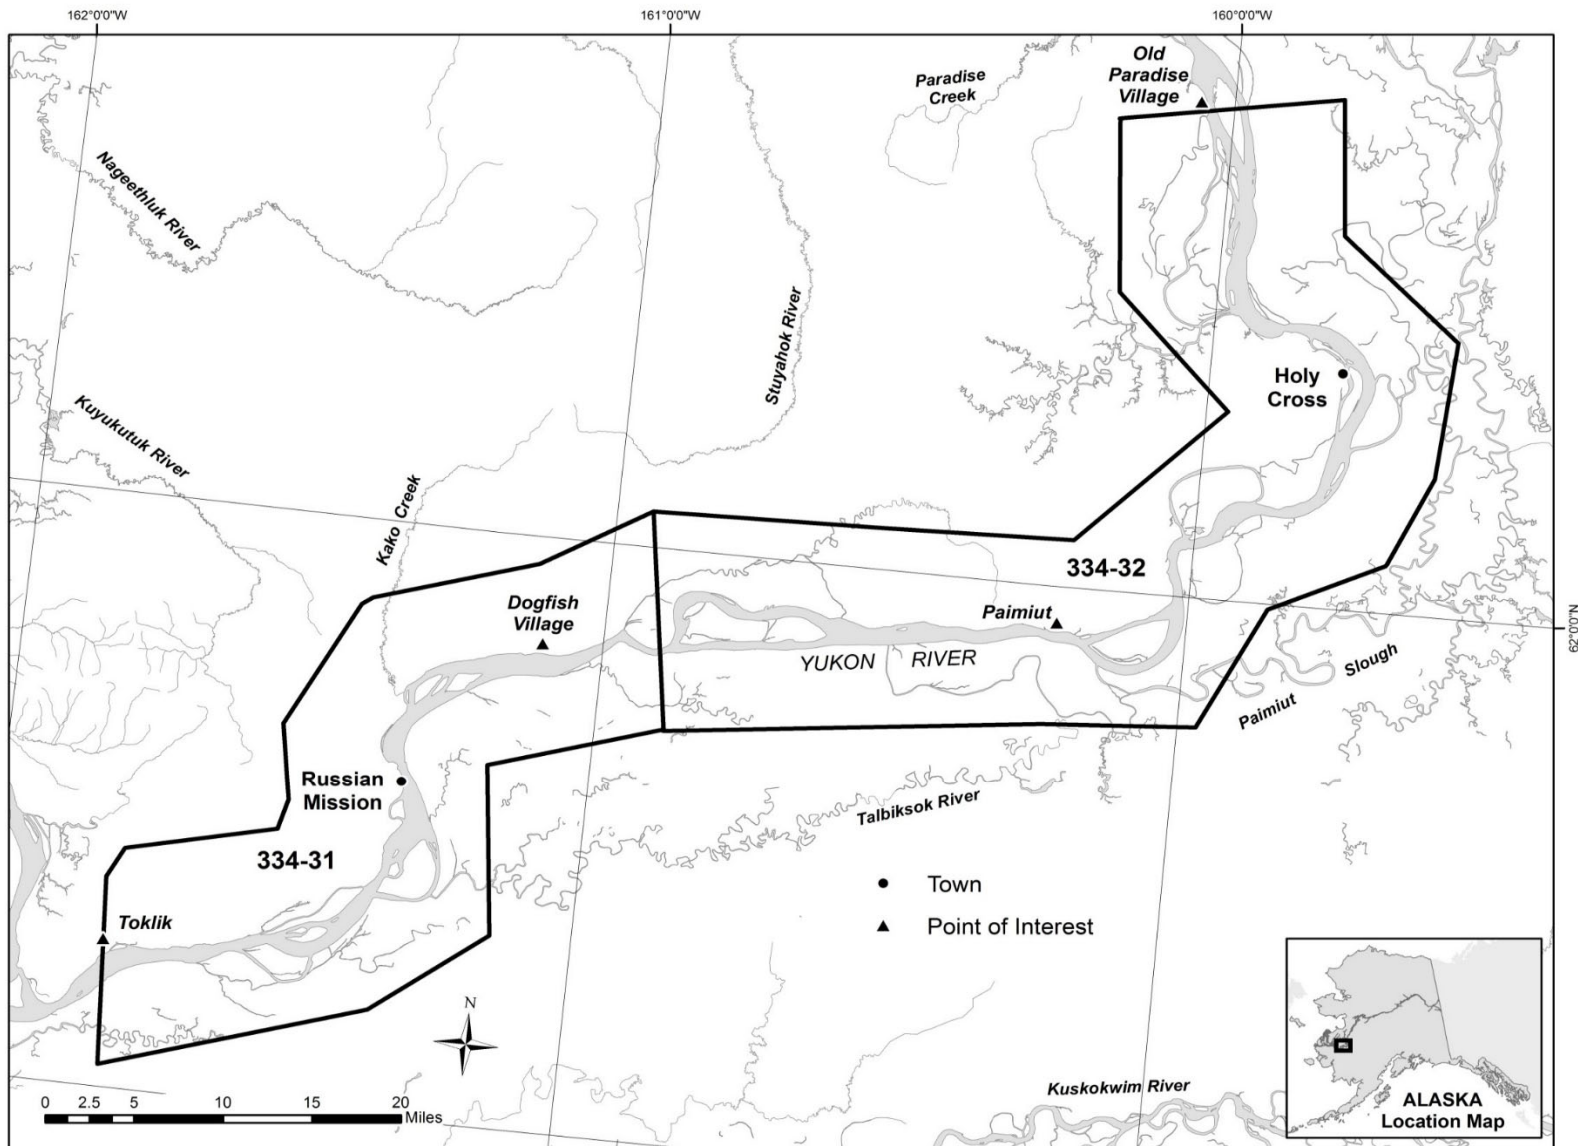 162°0'0"W
161°0'0"W
160°0'0"W
Old
Paradise
Village
Paradise
Creek
Nageethluk River
Stuyahok River
Holy
Cross
Kuyukutuk River
Kako Creek
334-32
Dogfish
Village
Paimiut
62°0'0"N
YUKON RIVER
Slough
Paimiut
Russian
Mission
Talbiksok River
334-31
Town
Toklik
Point of Interest
N
Kuskokwim River
ALASKA
Location Map
0 2.5 5 10 15 20
Miles